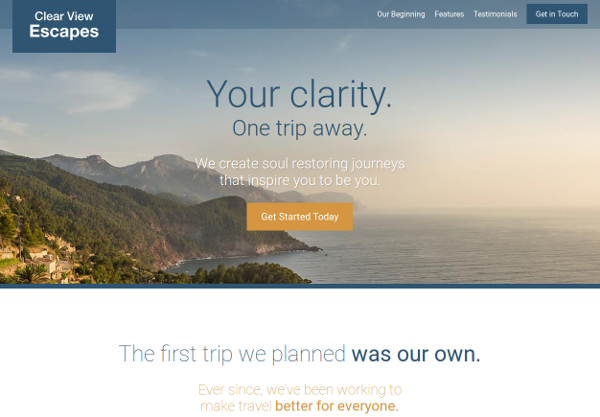 Clear View
Escapes
Our Beginning Features Testimonials Get in Touch
Your clarity.
One trip away.
We create soul restoring journeys
that inspire you to be you.
Get Started Today
The first trip we planned was our own.
Ever since, we've been working to
make travel better for everyone.